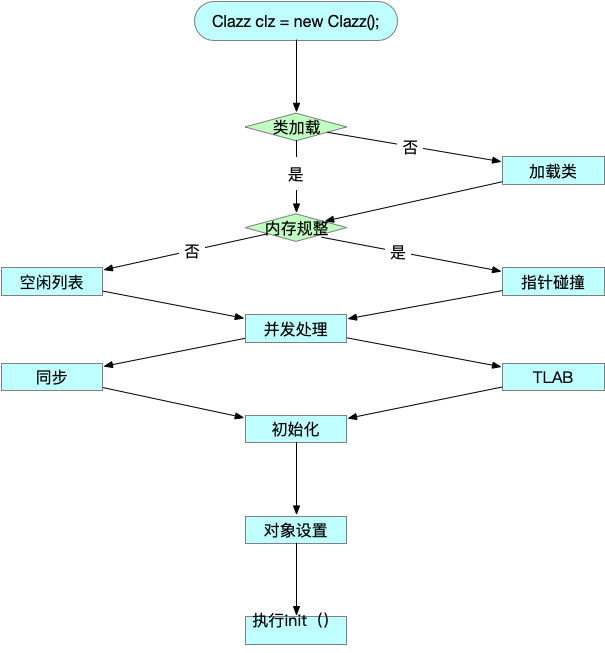 Clazz clz = new Clazz();
类加载
否
加载类
是
内存规整
否
是
空闲列表
指针碰撞
并发处理
同步
TLAB
初始化
对象设置
执行init（）